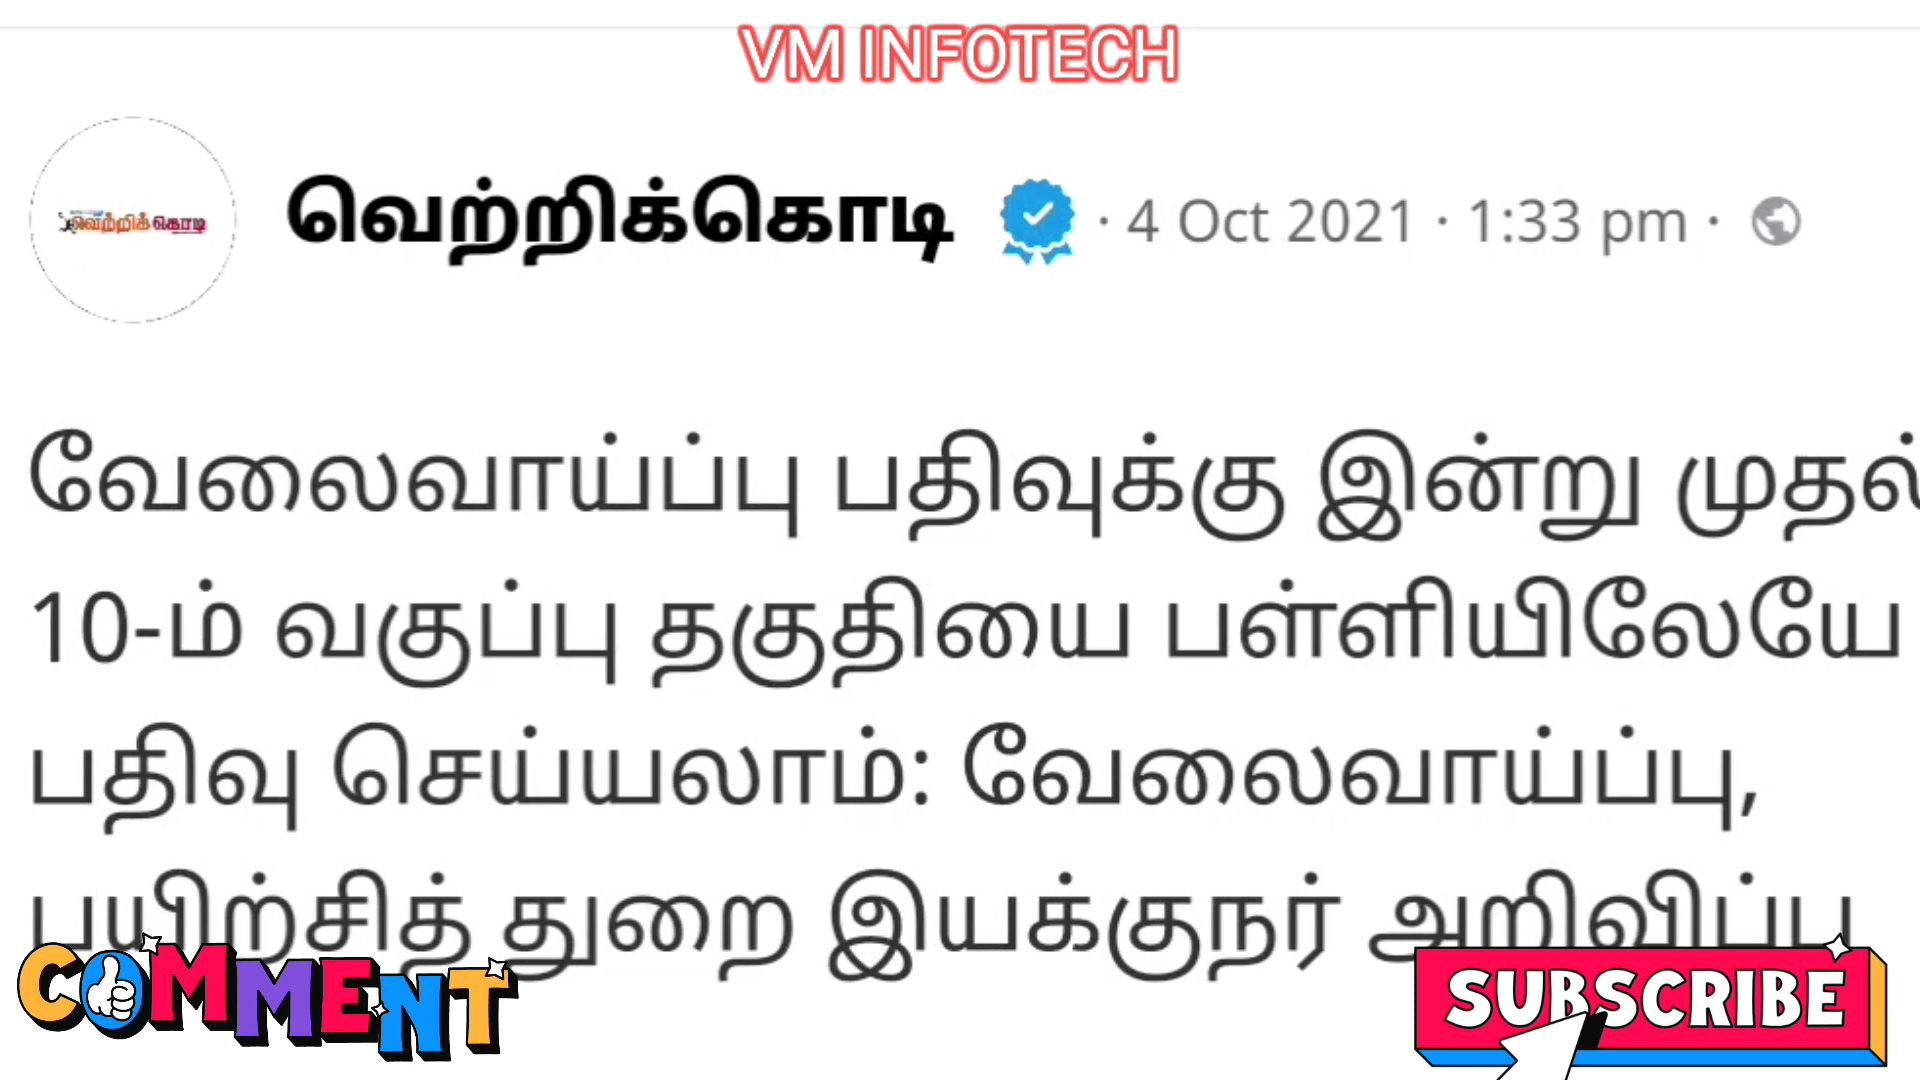 VM INFOTECH
வெற்றிக்கொடி
வெற்றிக்கொடி · 4 Oct 2021 · 1:33 pm ·
வேலைவாய்ப்பு பதிவுக்கு இன்று முதல்
10-ம் வகுப்பு தகுதியை பள்ளியிலேயே
பதிவு செய்யலாம்: வேலைவாய்ப்பு,
பயிற்சித் துறை இயக்குநர் அறிவிப்பு
COMMENT
SUBSCRIBE